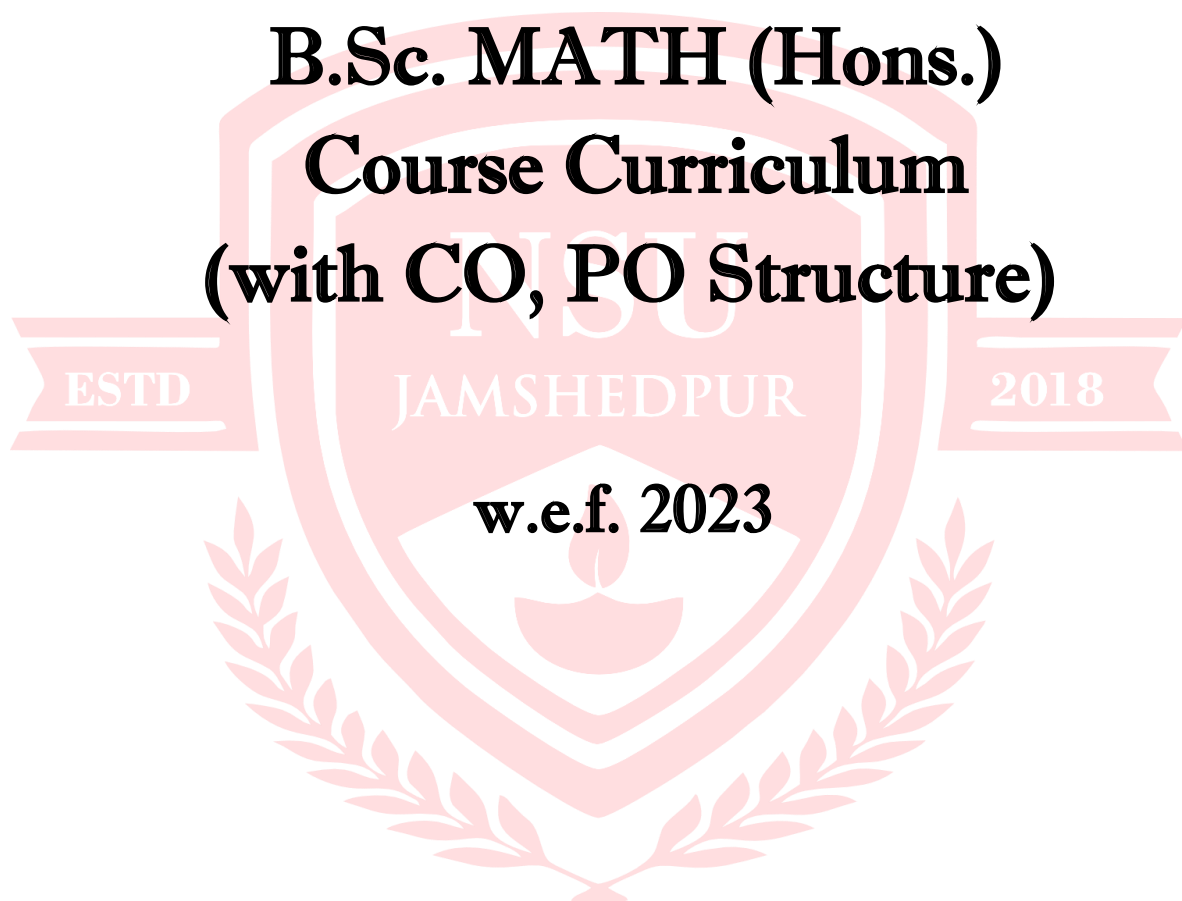 B.Sc. MATH (Hons.)
Course Curriculum
(with CO, PO Structure)
NSU
JAMSHEDPUR
ESTD
2018
w.e.f. 2023